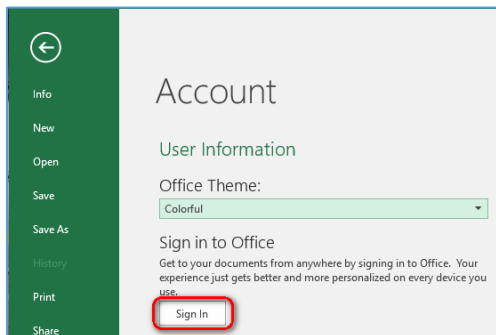 Info
New
Open
Save
Save As
History
Print
Share
Account
User Information
Office Theme:
Colorful
Sign in to Office
Get to your documents from anywhere by signing in to Office. Your
experience just gets better and more personalized on every device you
use.
Sign In